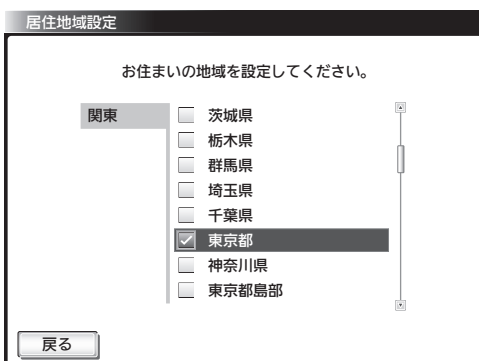 居住地域設定
お住まいの地域を設定してください。
関東
茨城県
栃木県
群馬県
埼玉県
千葉県
東京都
神奈川県
東京都島部
戻る